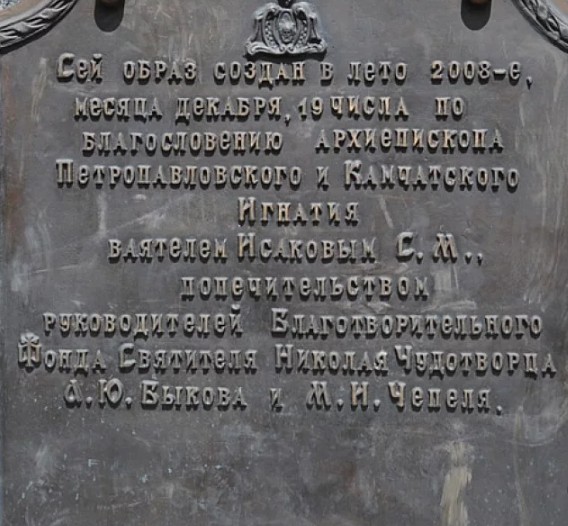 Сей образ создан в лето 2008-е,
месяца декабря, 19 числа по
благословению архиепископа
Петропавловского и Камчатского
Игнатия
ваятелем Исаковым С.М.,
попечительством
руководителей Благотворительного
Фонда Святителя Николая Чудотворца
А.Ю.Быкова и М.И.Чепеля.